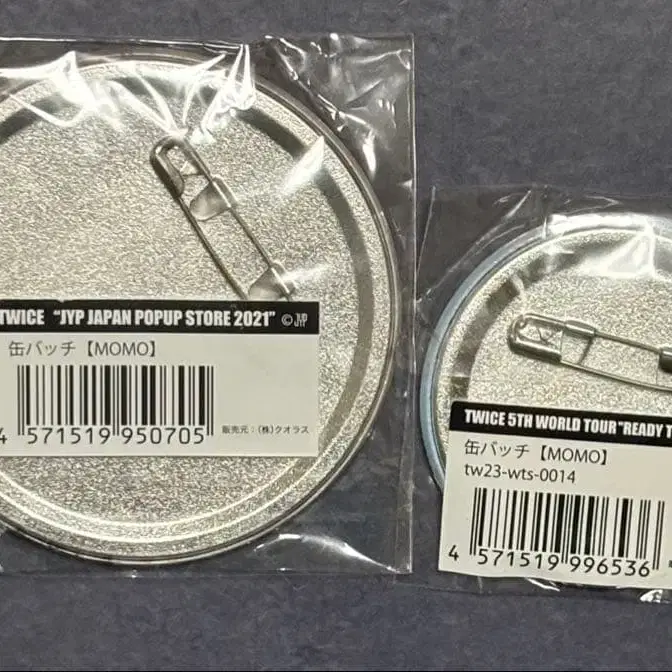 TWICE "JYP JAPAN POPUP STORE 2021" © JYP
缶バッチ【MOMO】
4 571519 950705
販売元：(株)クオラス
TWICE 5TH WORLD TOUR "READY T
缶バッチ【MOMO】
tw23-wts-0014
4 571519 996536